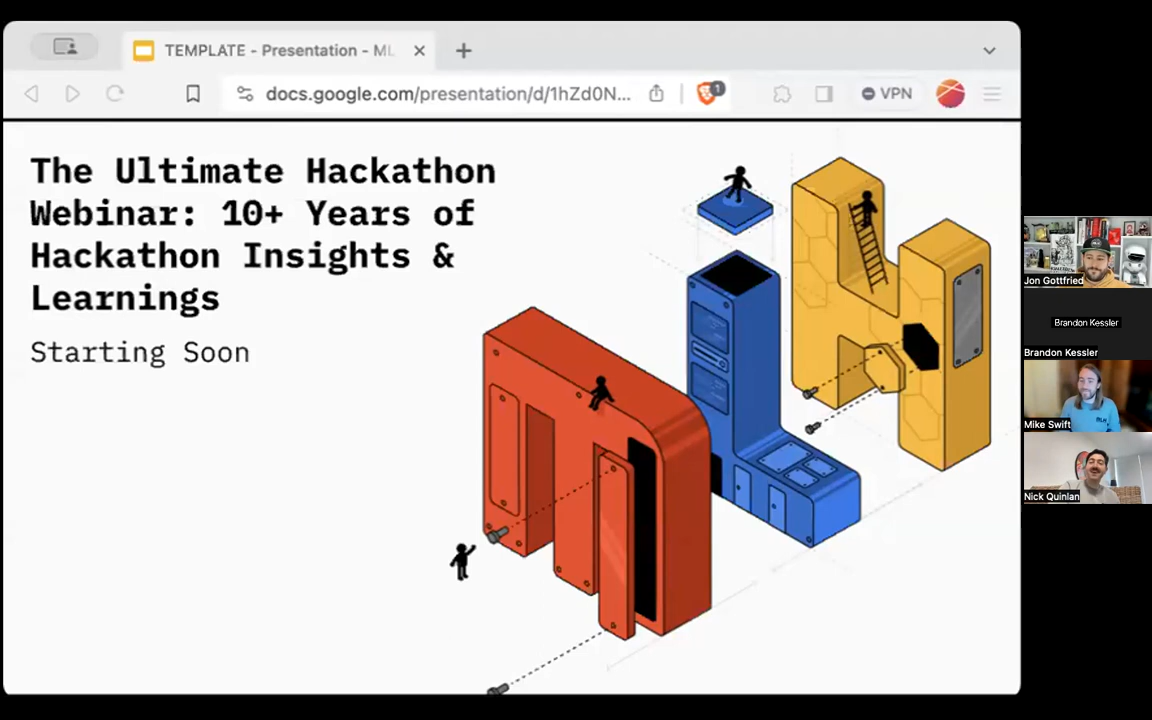 TEMPLATE - Presentation - ML
docs.google.com/presentation/d/1hZd0N...
1
VPN
The Ultimate Hackathon
Webinar: 10+ Years of
Hackathon Insights &
Learnings
Starting Soon
Jon Gottfried
Brandon Kessler
Brandon Kessler
Mike Swift
Nick Quinlan